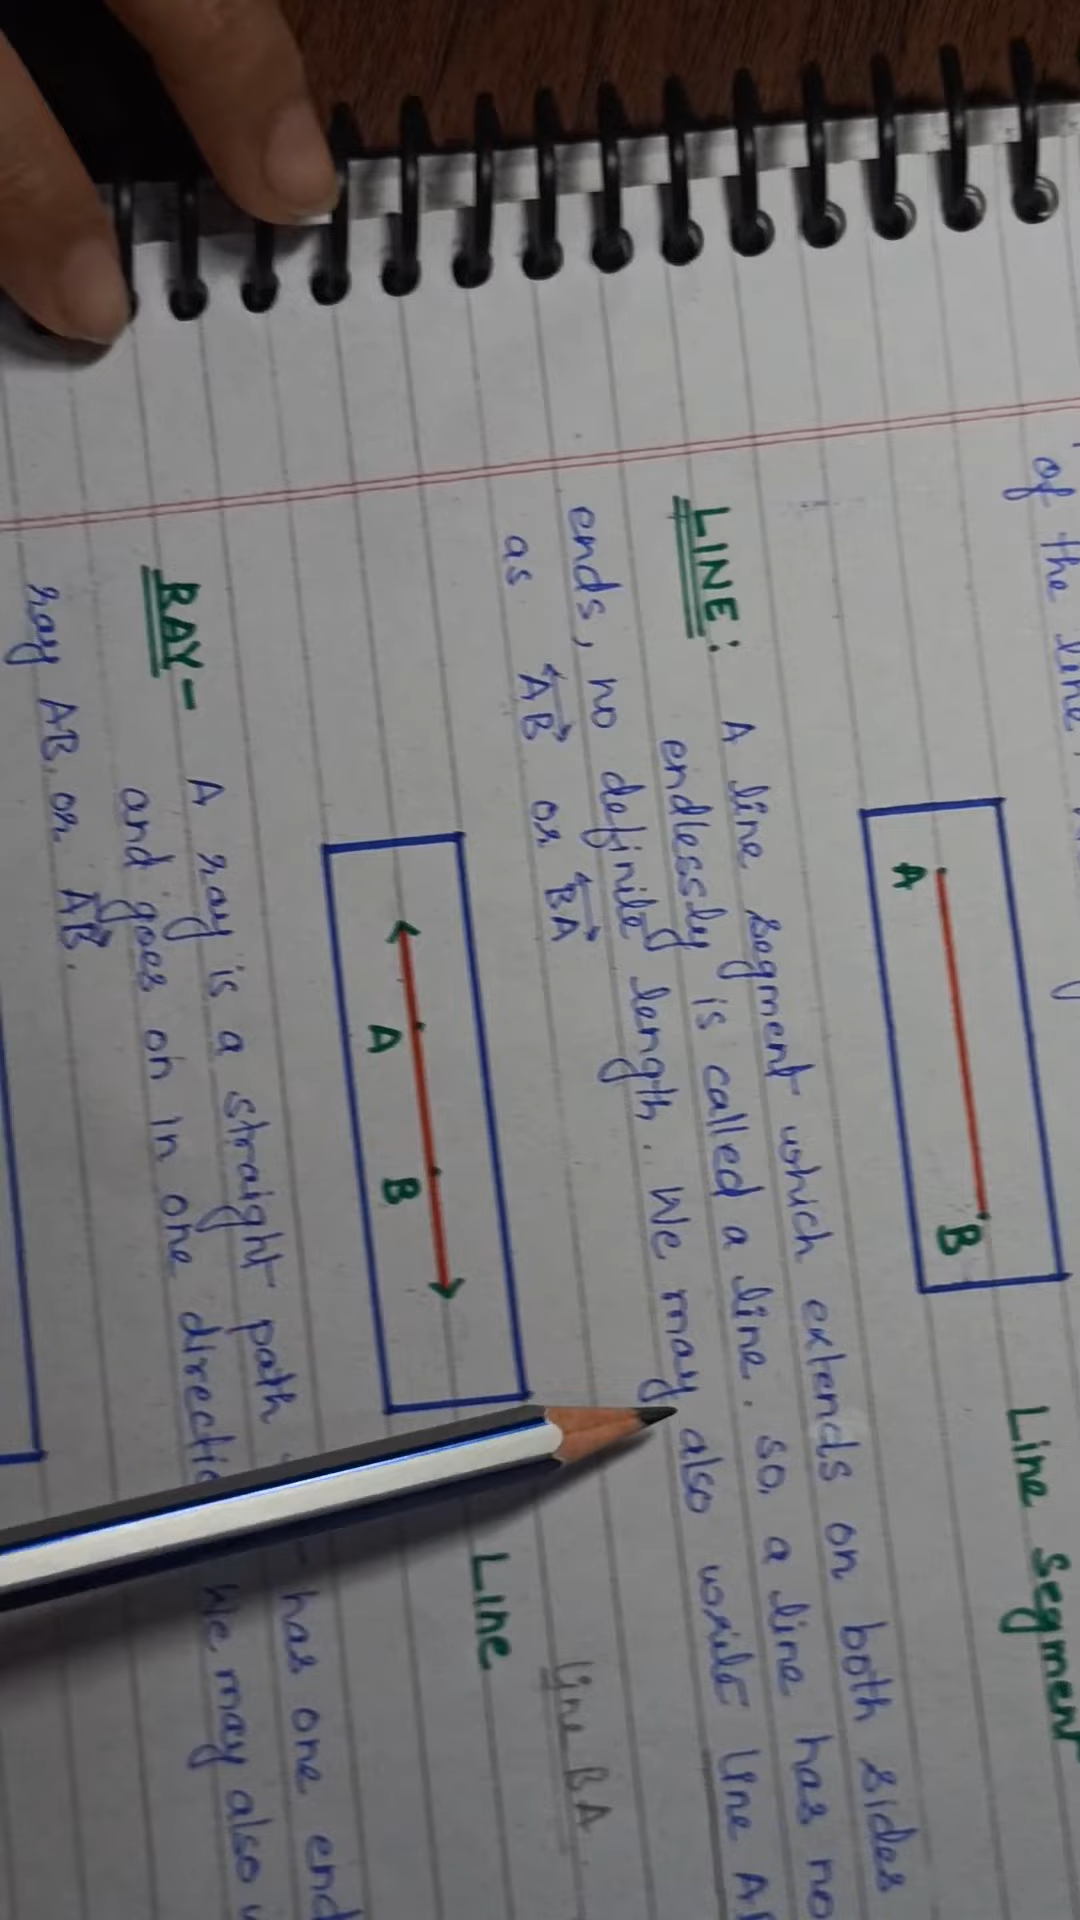 of the line
A B
Line Segment
LINE: A line segment which extends on both sides
endlessly is called a line. so, a line has no
ends, no definite length. We may also write line
as AB or BA
line BA
A B
Line
RAY- A ray is a straight path has one end
and goes on in one We may also
ray AB, or AB.